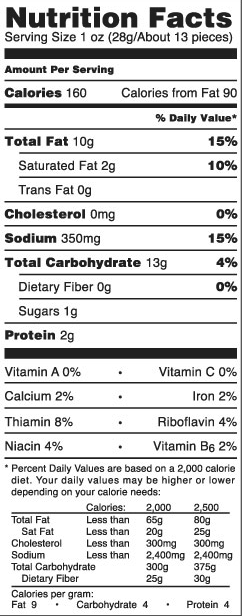 Nutrition Facts
Serving Size 1 oz (28g/About 13 pieces)
Amount Per Serving
Calories 160 Calories from Fat 90
% Daily Value*
Total Fat 10g 15%
Saturated Fat 2g 10%
Trans Fat 0g
Cholesterol 0mg 0%
Sodium 350mg 15%
Total Carbohydrate 13g 4%
Dietary Fiber 0g 0%
Sugars 1g
Protein 2g
Vitamin A 0% • Vitamin C 0%
Calcium 2% • Iron 2%
Thiamin 8% • Riboflavin 4%
Niacin 4% • Vitamin B6 2%
* Percent Daily Values are based on a 2,000 calorie
diet. Your daily values may be higher or lower
depending on your calorie needs:
Calories: 2,000 2,500
Total Fat Less than 65g 80g
Sat Fat Less than 20g 25g
Cholesterol Less than 300mg 300mg
Sodium Less than 2,400mg 2,400mg
Total Carbohydrate 300g 375g
Dietary Fiber 25g 30g
Calories per gram:
Fat 9 • Carbohydrate 4 • Protein 4